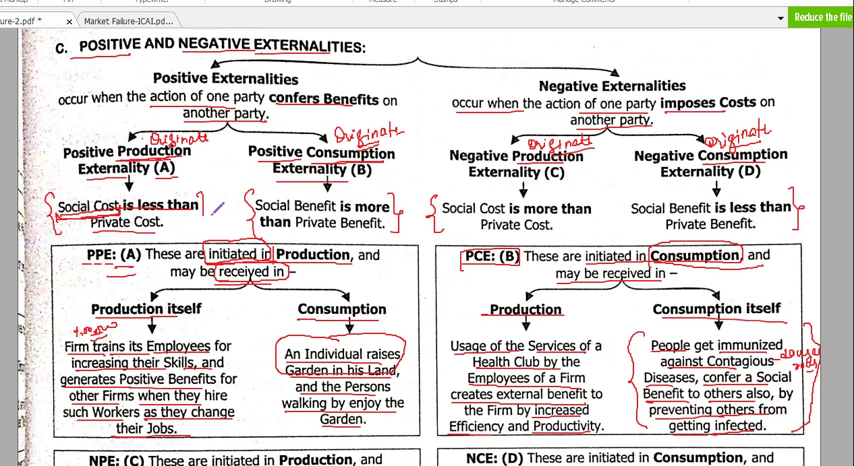 ure-2.pdf *
Market Failure-ICAI.pd...
Reduce the file
C. POSITIVE AND NEGATIVE EXTERNALITIES:
Positive Externalities
occur when the action of one party confers Benefits on
another party.
Negative Externalities
occur when the action of one party imposes Costs on
another party.
originate
Positive Production
Externality (A)
Social Cost is less than
Private Cost.
Originate
Positive Consumption
Externality (B)
Social Benefit is more
than Private Benefit.
Originate
Negative Production
Externality (C)
Social Cost is more than
Private Cost.
Originate
Negative Consumption
Externality (D)
Social Benefit is less than
Private Benefit.
PPE: (A) These are initiated in Production, and
may be received in –
Production itself
Firm trains its Employees for
increasing their Skills, and
generates Positive Benefits for
other Firms when they hire
such Workers as they change
their Jobs.
Consumption
An Individual raises
Garden in his Land,
and the Persons
walking by enjoy the
Garden.
PCE: (B) These are initiated in Consumption, and
may be received in –
Production
Usage of the Services of a
Health Club by the
Employees of a Firm
creates external benefit to
the Firm by increased
Efficiency and Productivity.
Consumption itself
People get immunized
against Contagious
Diseases, confer a Social
Benefit to others also, by
preventing others from
getting infected.
NPE: (C) These are initiated in Production, and
NCE: (D) These are initiated in Consumption, and